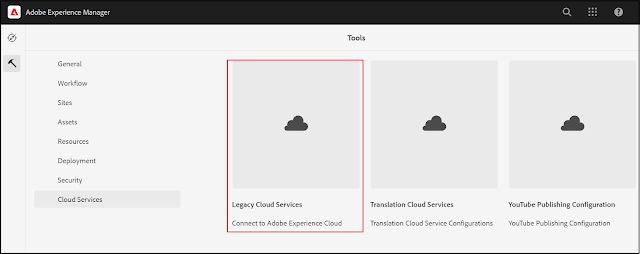 Adobe Experience Manager
Tools
General
Workflow
Sites
Assets
Resources
Deployment
Security
Cloud Services
Legacy Cloud Services
Connect to Adobe Experience Cloud
Translation Cloud Services
Translation Cloud Service Configurations
YouTube Publishing Configuration
YouTube Publishing Configuration